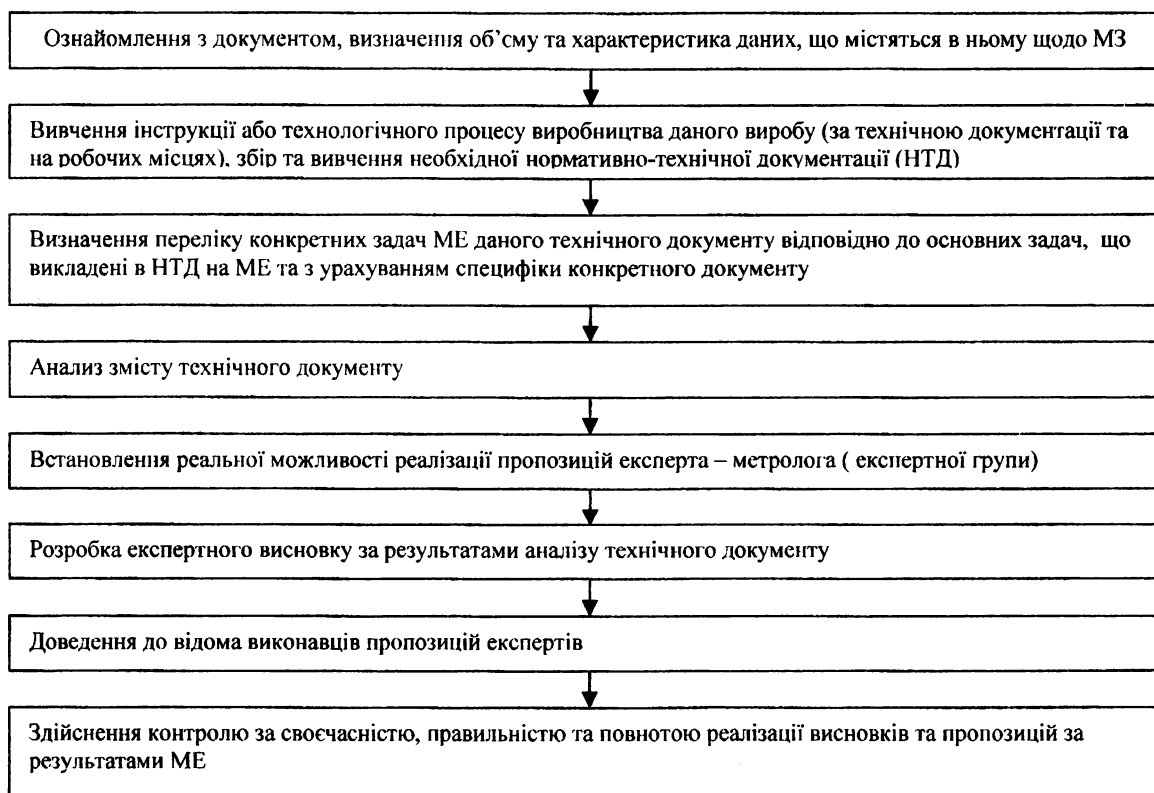 Ознайомлення з документом, визначення об’єму та характеристика даних, що містяться в ньому щодо МЗ
Вивчення інструкції або технологічного процесу виробництва даного виробу (за технічною документації та
на робочих місцях), збір та вивчення необхідної нормативно-технічної документації (НТД)
Визначення переліку конкретних задач МЕ даного технічного документу відповідно до основних задач, що
викладені в НТД на МЕ та з урахуванням специфіки конкретного документу
Анализ змісту технічного документу
Встановлення реальної можливості реалізації пропозицій експерта – метролога ( експертної групи)
Розробка експертного висновку за результатами аналізу технічного документу
Доведення до відома виконавців пропозицій експертів
Здійснення контролю за своєчасністю, правильністю та повнотою реалізації висновків та пропозицій за
результатами МЕ